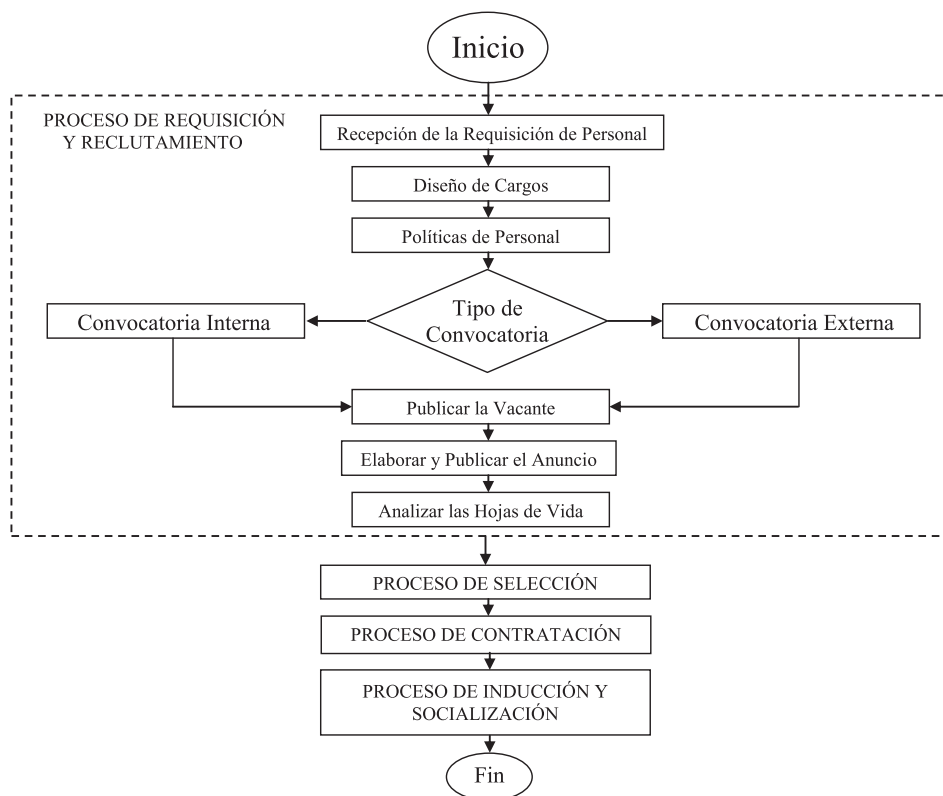 Inicio
PROCESO DE REQUISICIÓN
Y RECLUTAMIENTO
Recepción de la Requisición de Personal
Diseño de Cargos
Políticas de Personal
Tipo de
Convocatoria
Convocatoria Interna
Convocatoria Externa
Publicar la Vacante
Elaborar y Publicar el Anuncio
Analizar las Hojas de Vida
PROCESO DE SELECCIÓN
PROCESO DE CONTRATACIÓN
PROCESO DE INDUCCIÓN Y
SOCIALIZACIÓN
Fin